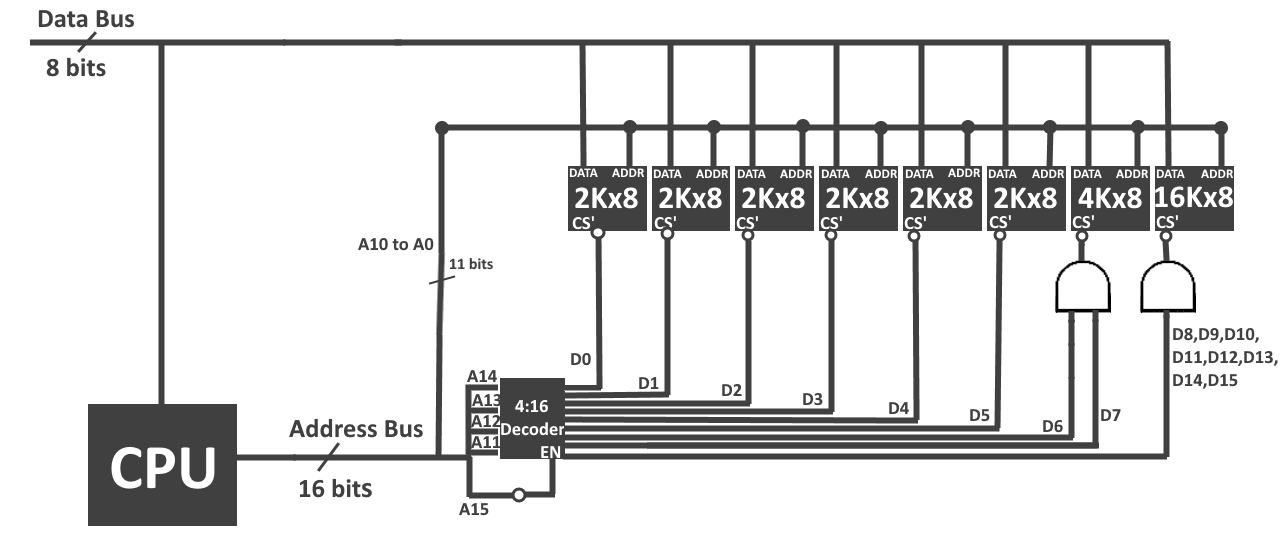 Data Bus
8 bits
DATA ADDR DATA ADDR DATA ADDR DATA ADDR DATA ADDR DATA ADDR DATA ADDR DATA ADDR
2Kx8 2Kx8 2Kx8 2Kx8 2Kx8 2Kx8 4Kx8 16Kx8
CS' CS' CS' CS' CS' CS' CS' CS'
A10 to A0
11 bits
D8,D9,D10,
D11,D12,D13,
D14,D15
D0
D1
D2
D3
D4
D5
D6
D7
A14
A13
A12
A11
4:16
Decoder
EN
Address Bus
16 bits
CPU
A15